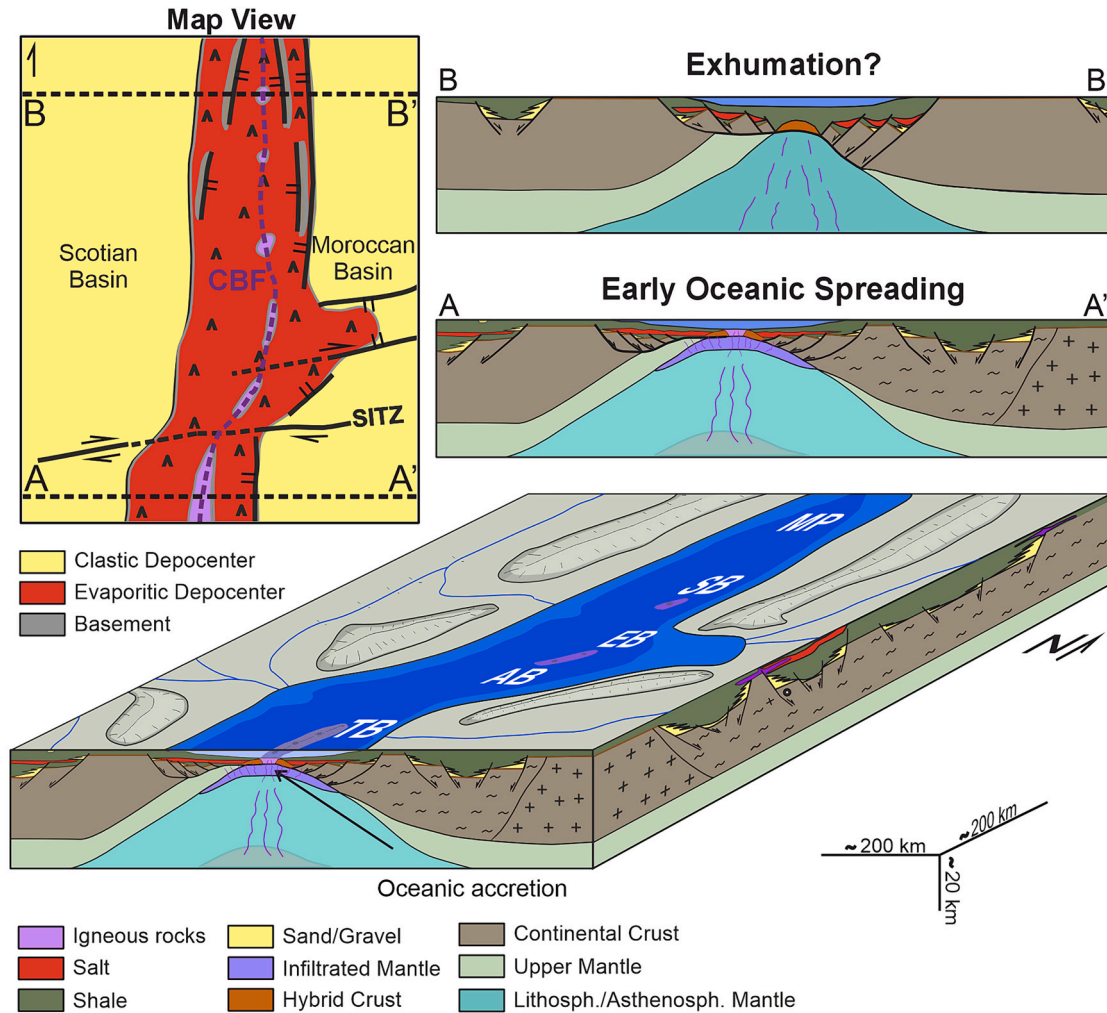 Map View
B
B'
Scotian
Basin
CBF
Moroccan
Basin
SITZ
A
A'
Clastic Depocenter
Evaporitic Depocenter
Basement
Exhumation?
B
B
Early Oceanic Spreading
A
A'
MP
SB
EB
AB
TB
N
~200 km
~200 km
~20 km
Oceanic accretion
Igneous rocks
Salt
Shale
Sand/Gravel
Infiltrated Mantle
Hybrid Crust
Continental Crust
Upper Mantle
Lithosph./Asthenosph. Mantle